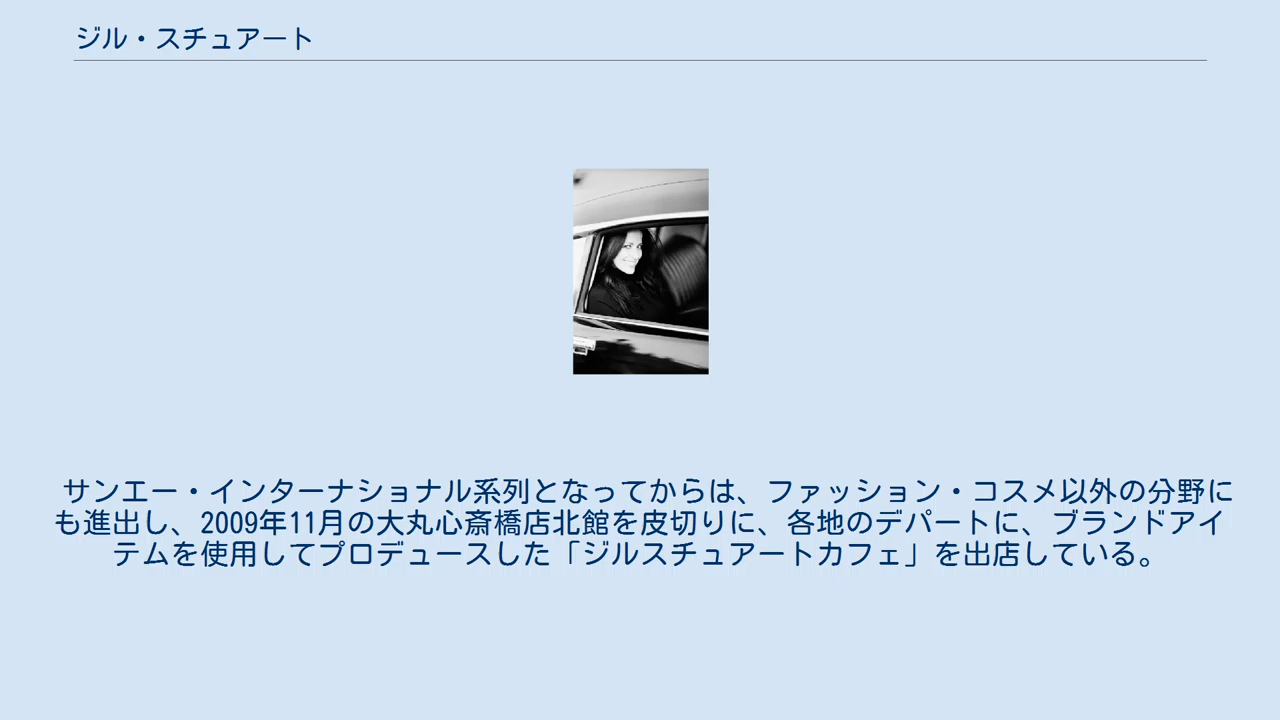 ジル・スチュアート
サンエー・インターナショナル系列となってからは、ファッション・コスメ以外の分野に
も進出し、2009年11月の大丸心斎橋店北館を皮切りに、各地のデパートに、ブランドアイ
テムを使用してプロデュースした「ジルスチュアートカフェ」を出店している。